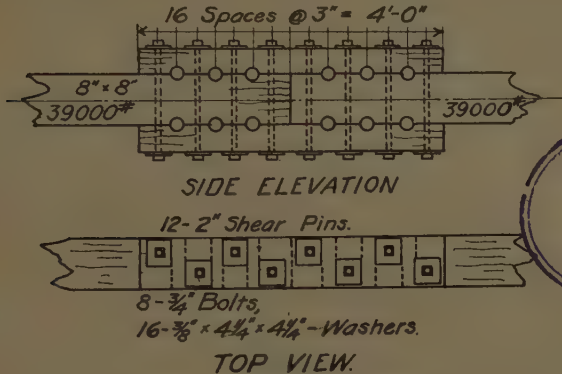 16 Spaces @ 3" = 4'-0"
8" × 8"
39000#
39000#
SIDE ELEVATION
12-2" Shear Pins.
8-¾" Bolts,
16-⅜" × 4¼" × 4¼"-Washers.
TOP VIEW.